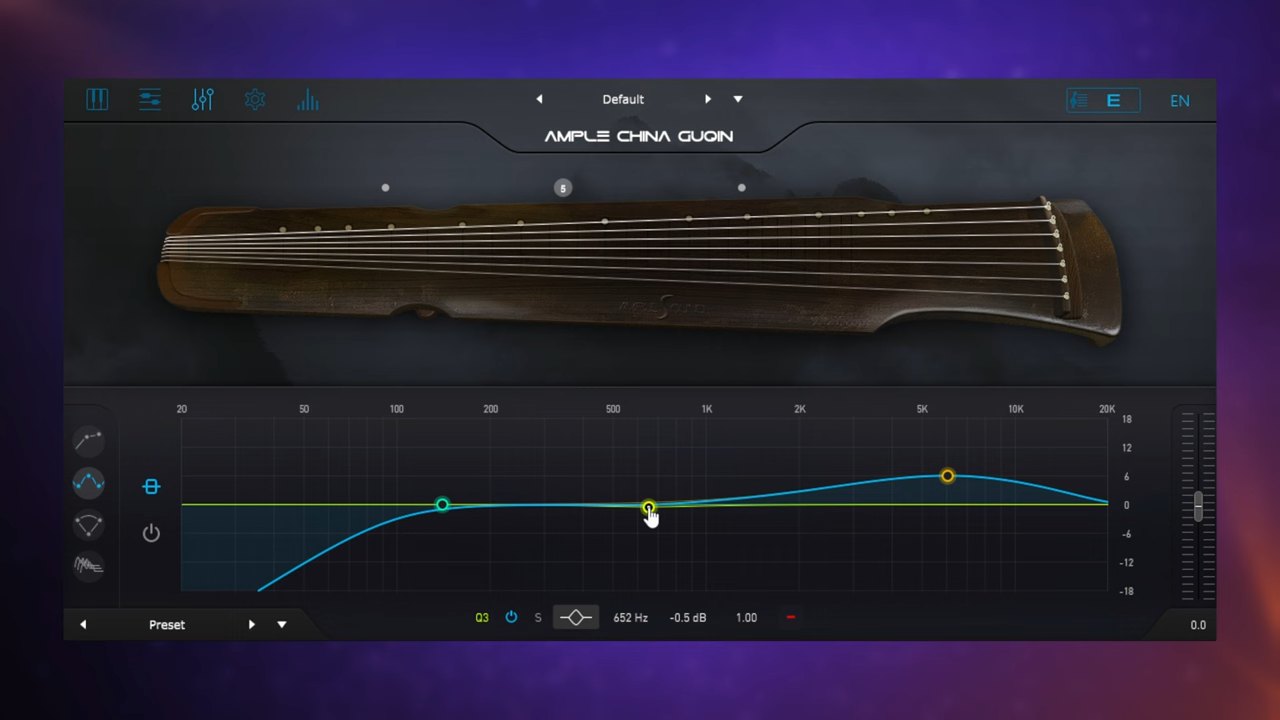 Default
E
EN
AMPLE CHINA GUQIN
5
20 50 100 200 500 1K 2K 5K 10K 20K
18
12
6
0
-6
-12
-18
Q3 S 652 Hz -0.5 dB 1.00
Preset
0.0